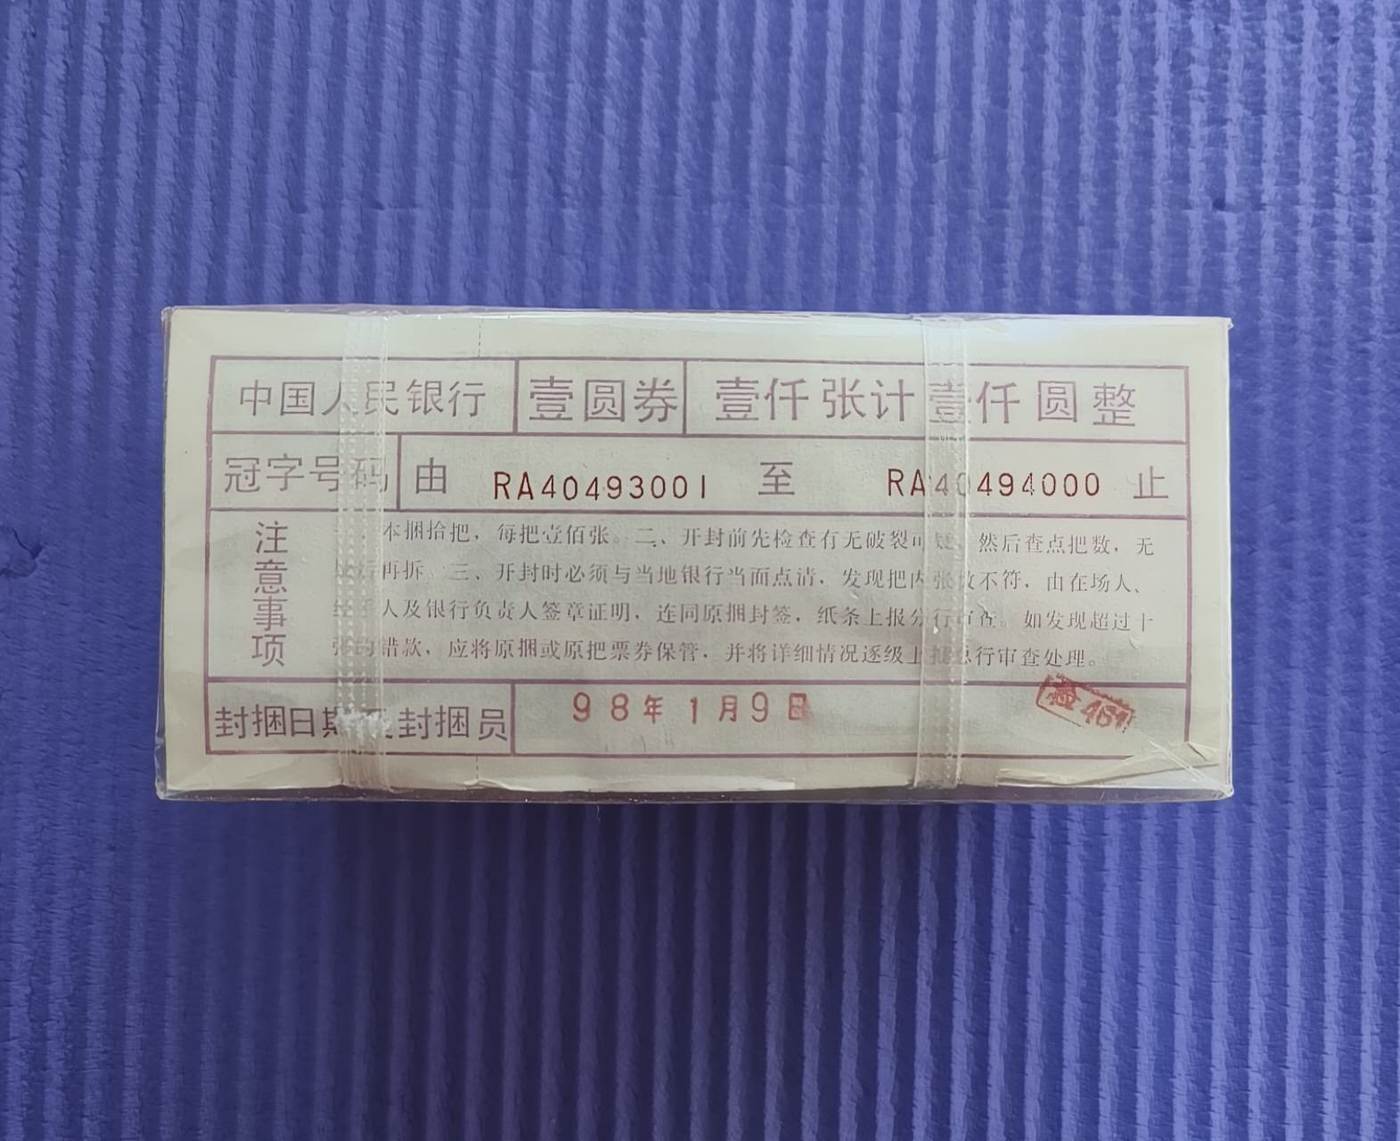 中国人民银行 壹圆券 壹仟张计壹仟圆整
冠字号码 由 RA40493001 至 RA40494000 止
注意事项
本捆拾把，每把壹佰张。二、开封前先检查有无破裂可疑、然后查点把数，无
再拆 三、开封时必须与当地银行当面点清，发现把内张数不符，由在场人、
人及银行负责人签章证明，连同原捆封签，纸条上报分行审查。如发现超过十
张的错款，应将原捆或原把票券保管，并将详细情况逐级上报总行审查处理。
封捆日期 封捆员 98年1月9日
检 461